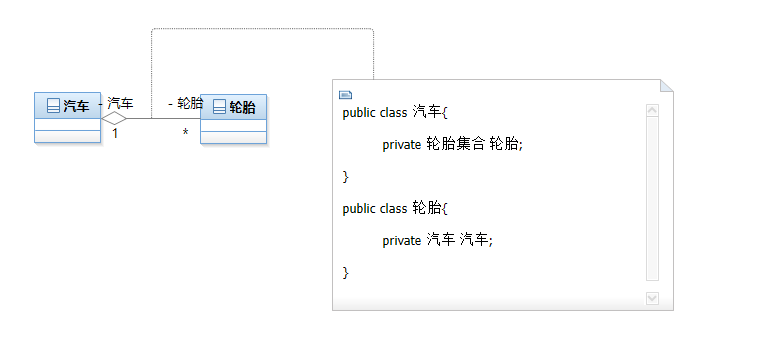 汽车
- 汽车
- 轮胎
轮胎
1
*
public class 汽车{
private 轮胎集合 轮胎;
}
public class 轮胎{
private 汽车 汽车;
}